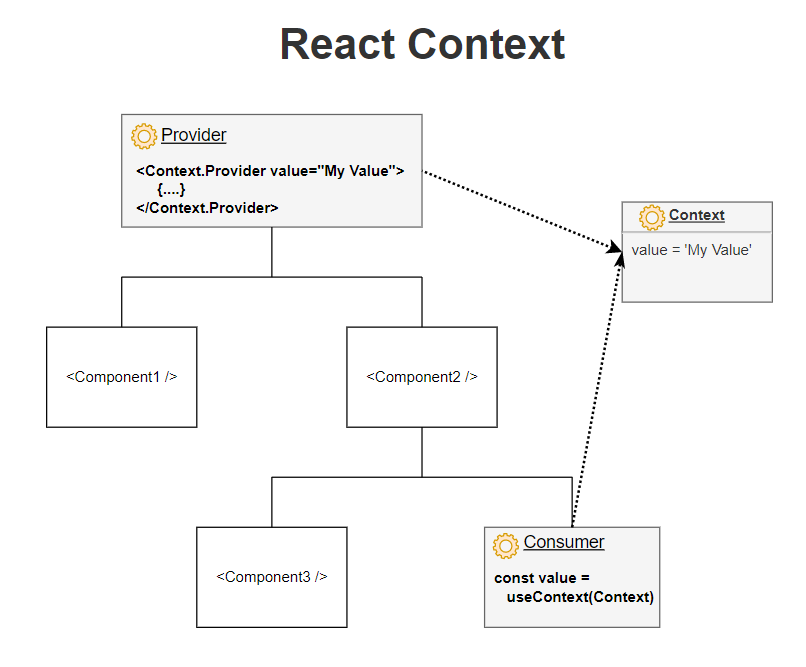 React Context
Provider
<Context.Provider value="My Value">
{....}
</Context.Provider>
Context
value = 'My Value'
<Component1 />
<Component2 />
<Component3 />
Consumer
const value =
useContext(Context)